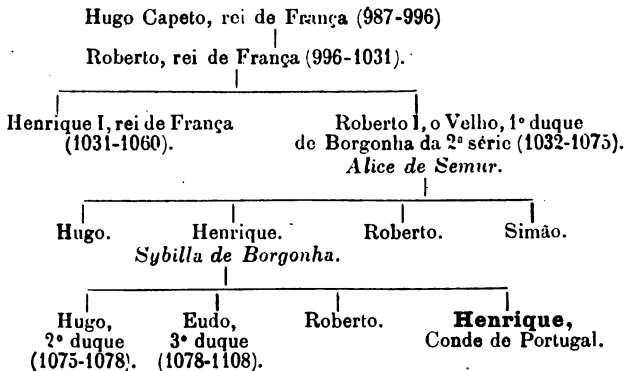 Hugo Capeto, rei de França (987-996)
Roberto, rei de França (996-1031).
Henrique I, rei de França
(1031-1060).
Roberto I, o Velho, 1º duque
de Borgonha da 2ª série (1032-1075).
Alice de Semur.
Hugo. Henrique. Roberto. Simão.
Sybilla de Borgonha.
Hugo,
2º duque
(1075-1078).
Eudo,
3º duque
(1078-1108).
Roberto.
Henrique,
Conde de Portugal.